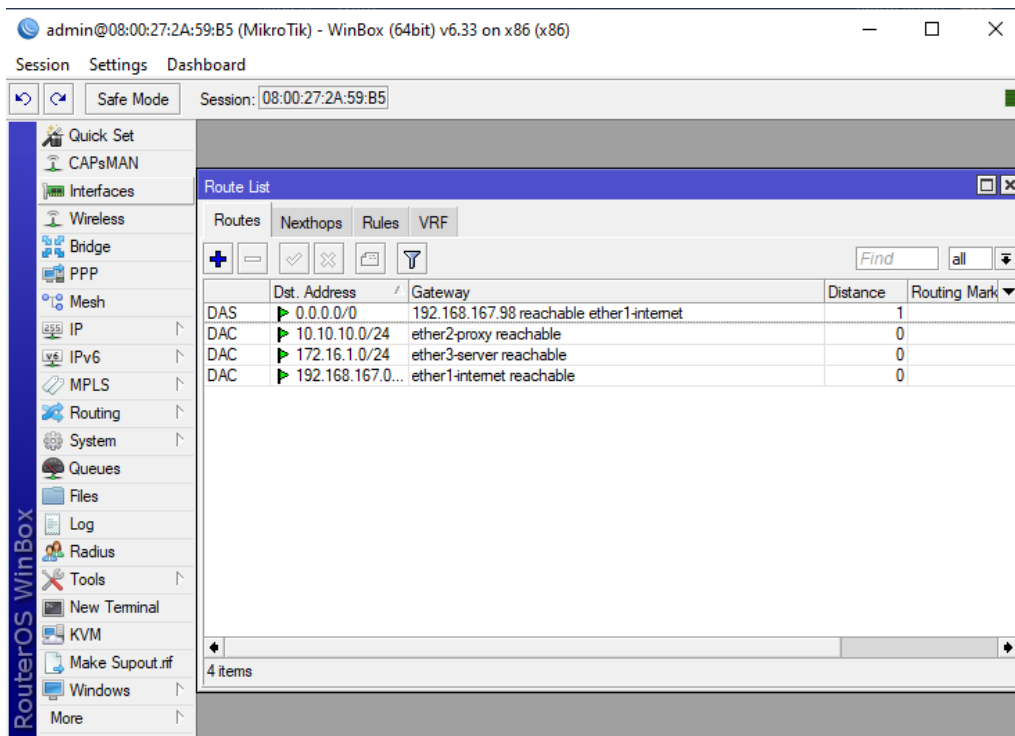 admin@08:00:27:2A:59:B5 (MikroTik) - WinBox (64bit) v6.33 on x86 (x86)
Session Settings Dashboard
Safe Mode Session: 08:00:27:2A:59:B5
Quick Set
CAPsMAN
Interfaces
Wireless
Bridge
PPP
Mesh
IP
IPv6
MPLS
Routing
System
Queues
Files
Log
Radius
Tools
New Terminal
KVM
Make Supout.rif
Windows
More
RouterOS WinBox
Route List
Routes Nexthops Rules VRF
Find all
Dst. Address Gateway Distance Routing Mark
DAS 0.0.0.0/0 192.168.167.98 reachable ether1-internet 1
DAC 10.10.10.0/24 ether2-proxy reachable 0
DAC 172.16.1.0/24 ether3-server reachable 0
DAC 192.168.167.0... ether1-internet reachable 0
4 items